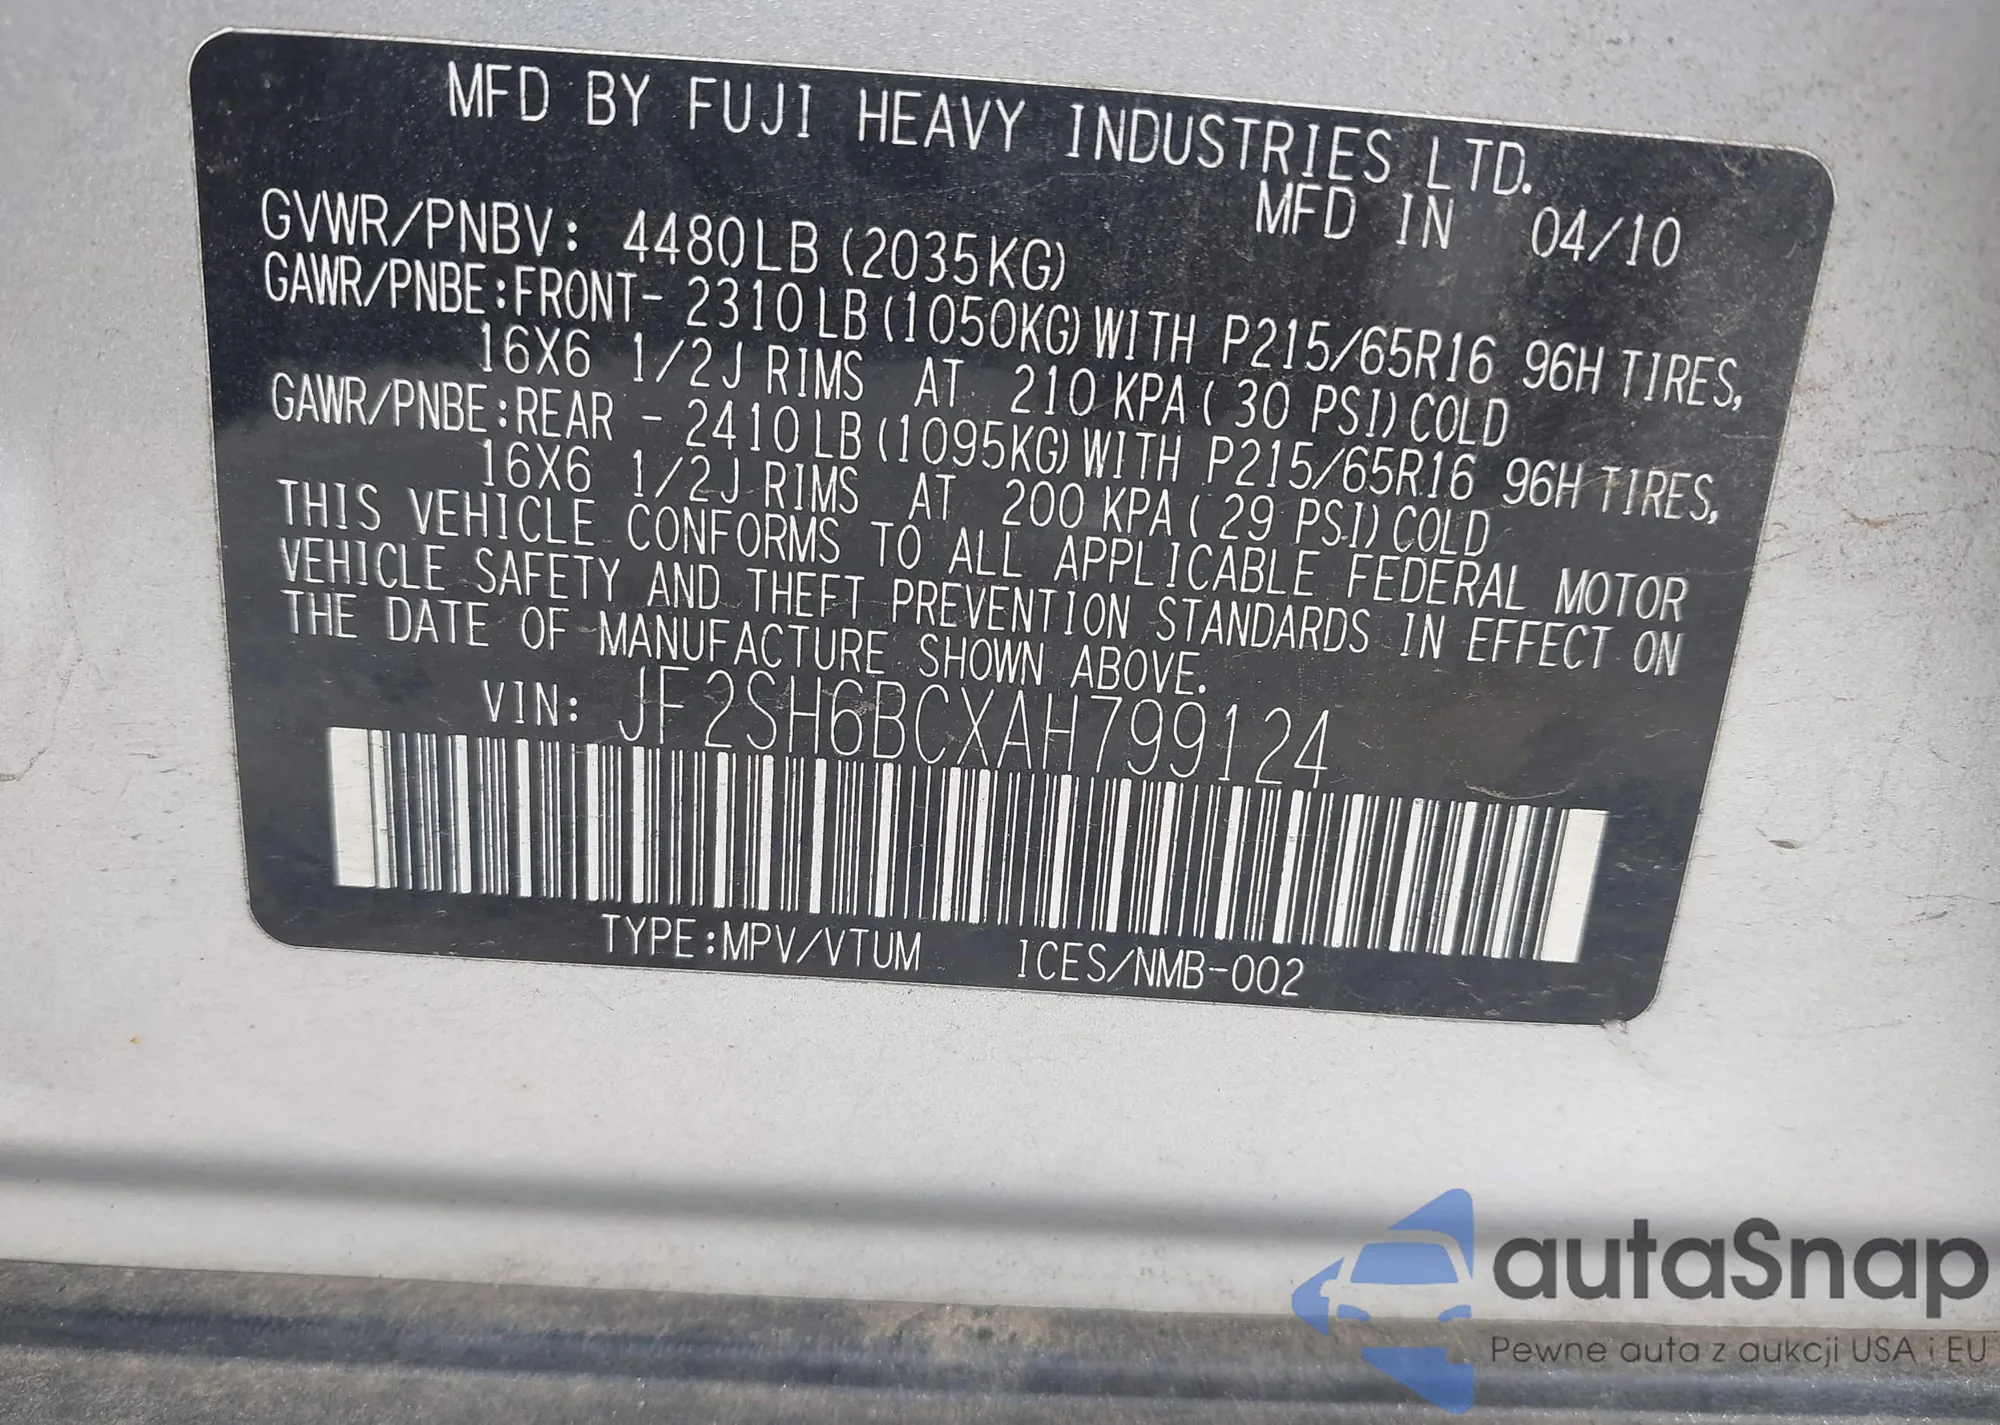 MFD BY FUJI HEAVY INDUSTRIES LTD.
MFD IN 04/10
GVWR/PNBV: 4480LB (2035KG)
GAWR/PNBE:FRONT- 2310LB(1050KG)WITH P215/65R16 96H TIRES,
16X6 1/2J RIMS AT 210 KPA( 30 PSI)COLD
GAWR/PNBE:REAR - 2410LB(1095KG)WITH P215/65R16 96H TIRES,
16X6 1/2J RIMS AT 200 KPA( 29 PSI)COLD
THIS VEHICLE CONFORMS TO ALL APPLICABLE FEDERAL MOTOR
VEHICLE SAFETY AND THEFT PREVENTION STANDARDS IN EFFECT ON
THE DATE OF MANUFACTURE SHOWN ABOVE.
VIN: JF2SH6BCXAH799124
TYPE:MPV/VTUM ICES/NMB-002
autaSnap
Pewne auta z aukcji USA i EU